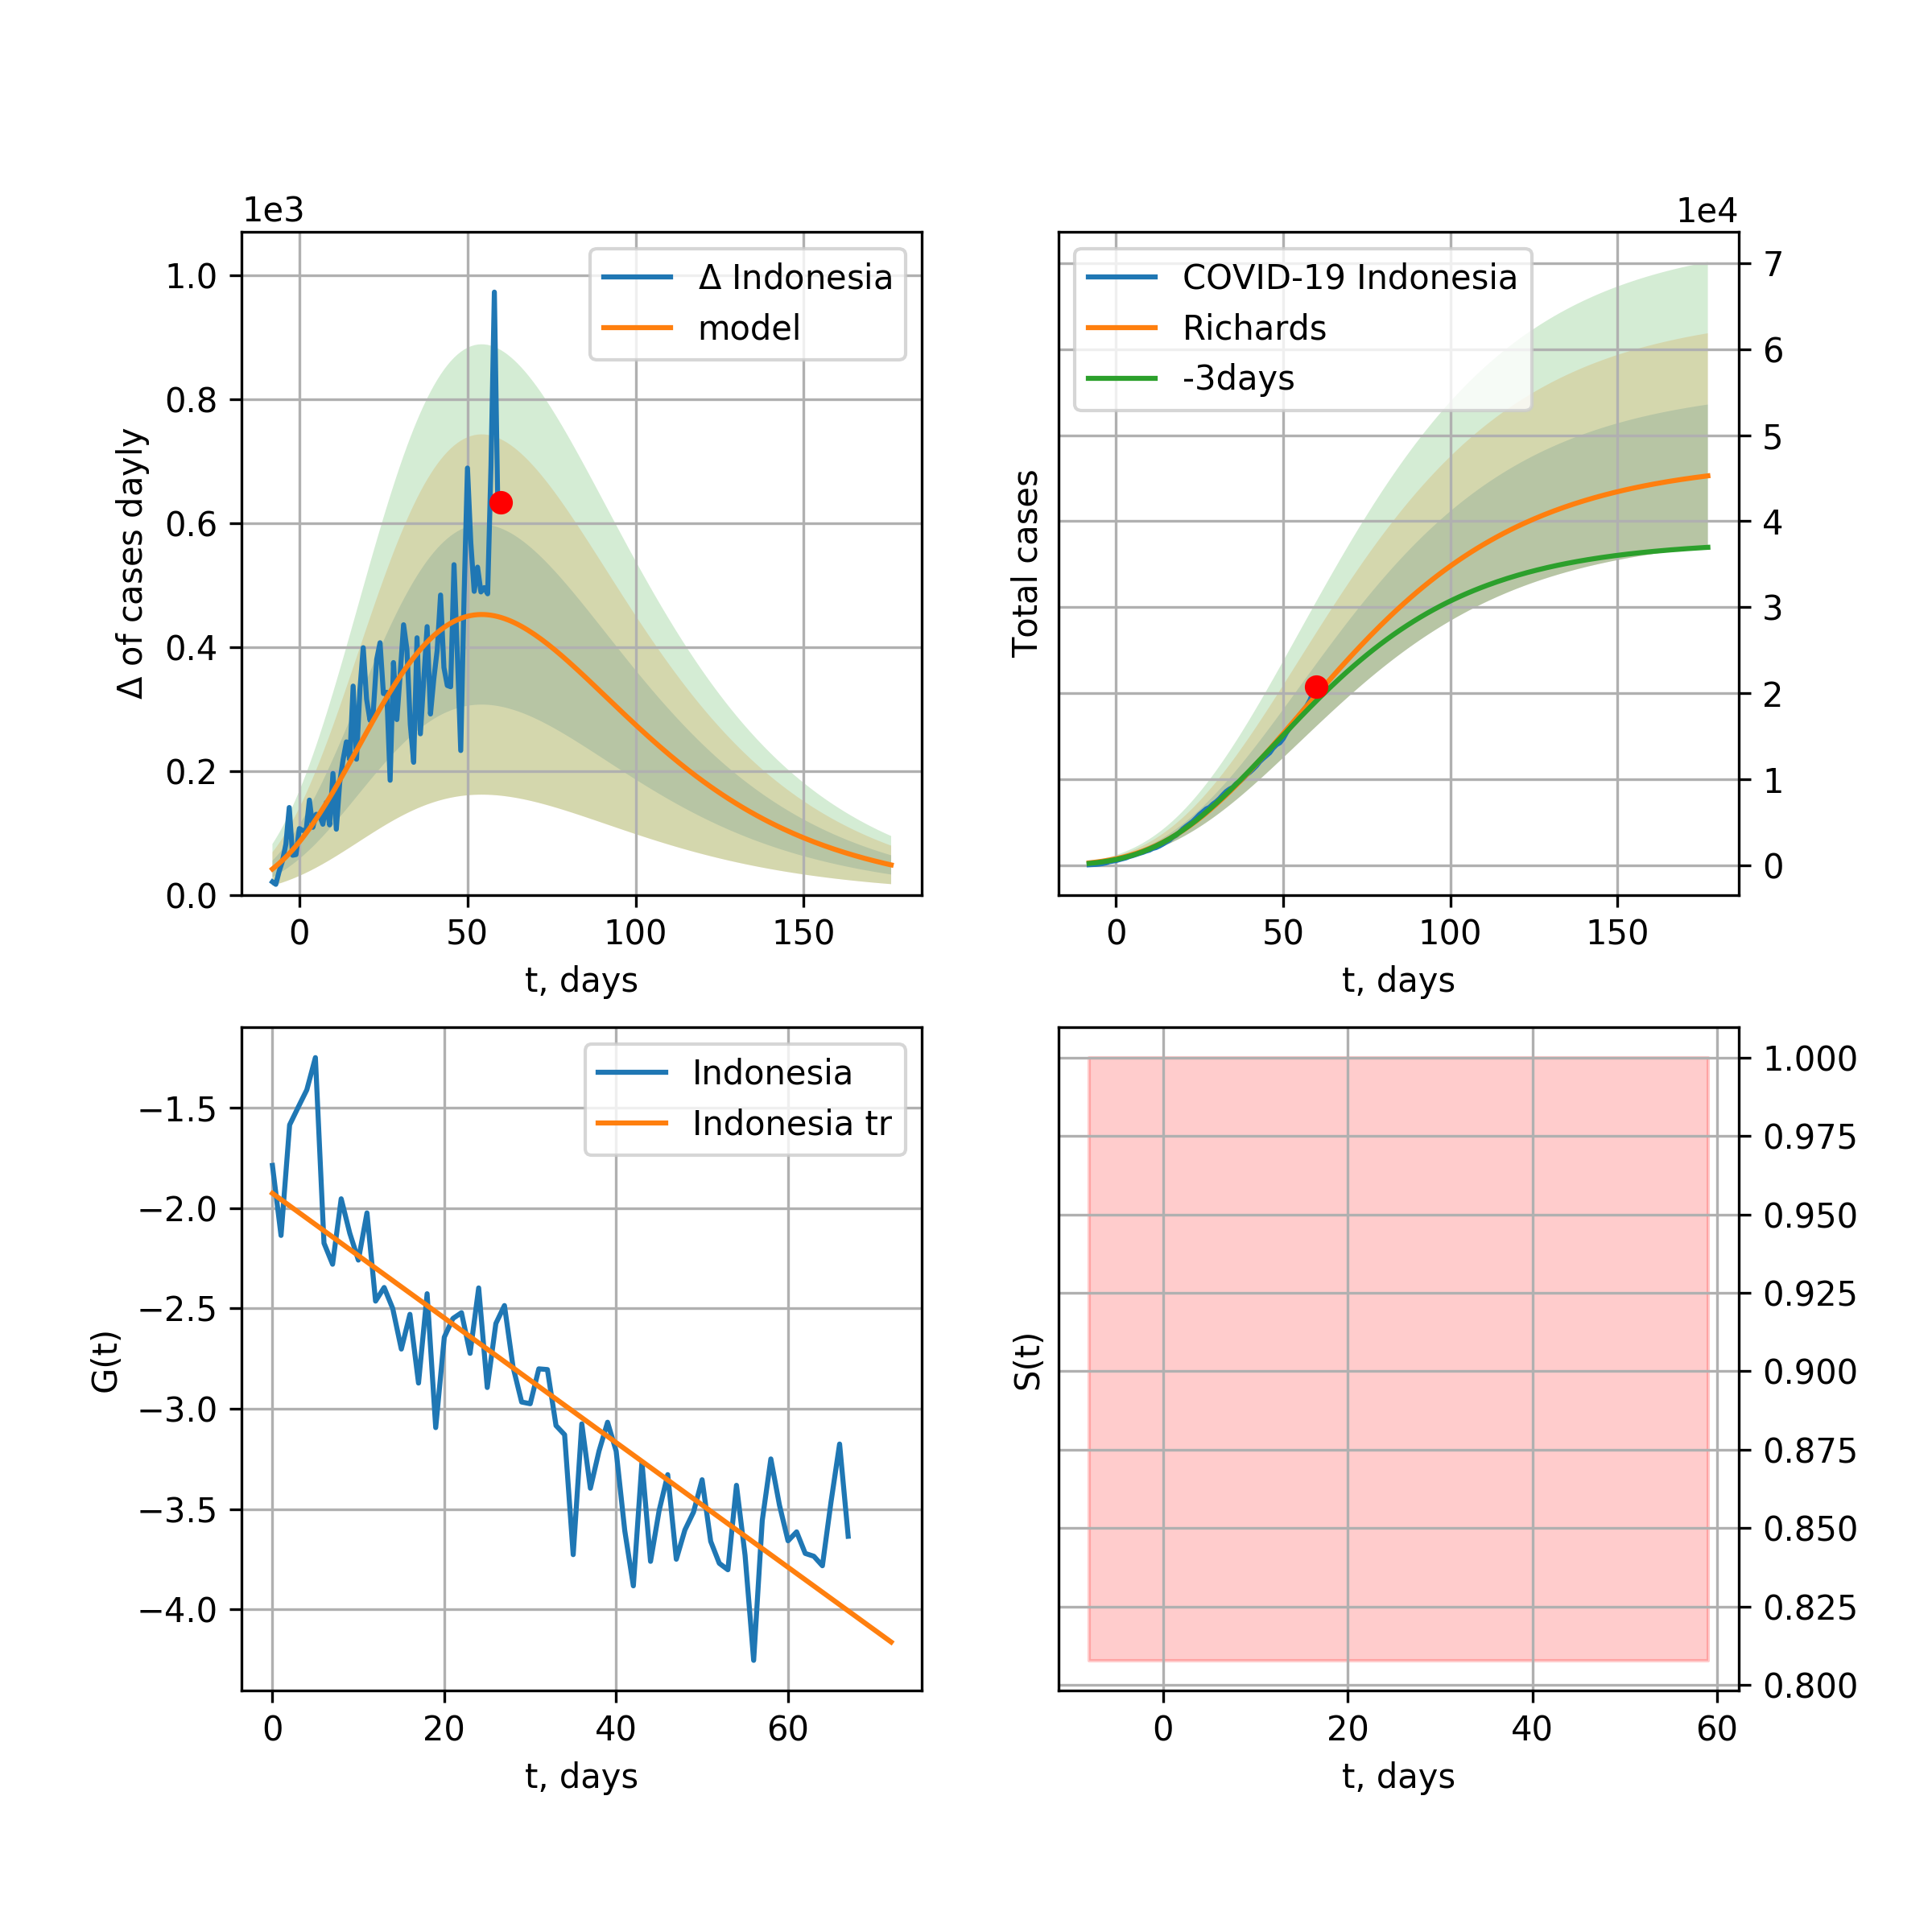 1e3
Δ of cases dayly
1.0
0.8
0.6
0.4
0.2
0.0
0 50 100 150
t, days
Δ Indonesia
model
1e4
Total cases
7
6
5
4
3
2
1
0
0 50 100 150
t, days
COVID-19 Indonesia
Richards
-3days
G(t)
−1.5
−2.0
−2.5
−3.0
−3.5
−4.0
0 20 40 60
t, days
Indonesia
Indonesia tr
S(t)
1.000
0.975
0.950
0.925
0.900
0.875
0.850
0.825
0.800
0 20 40 60
t, days